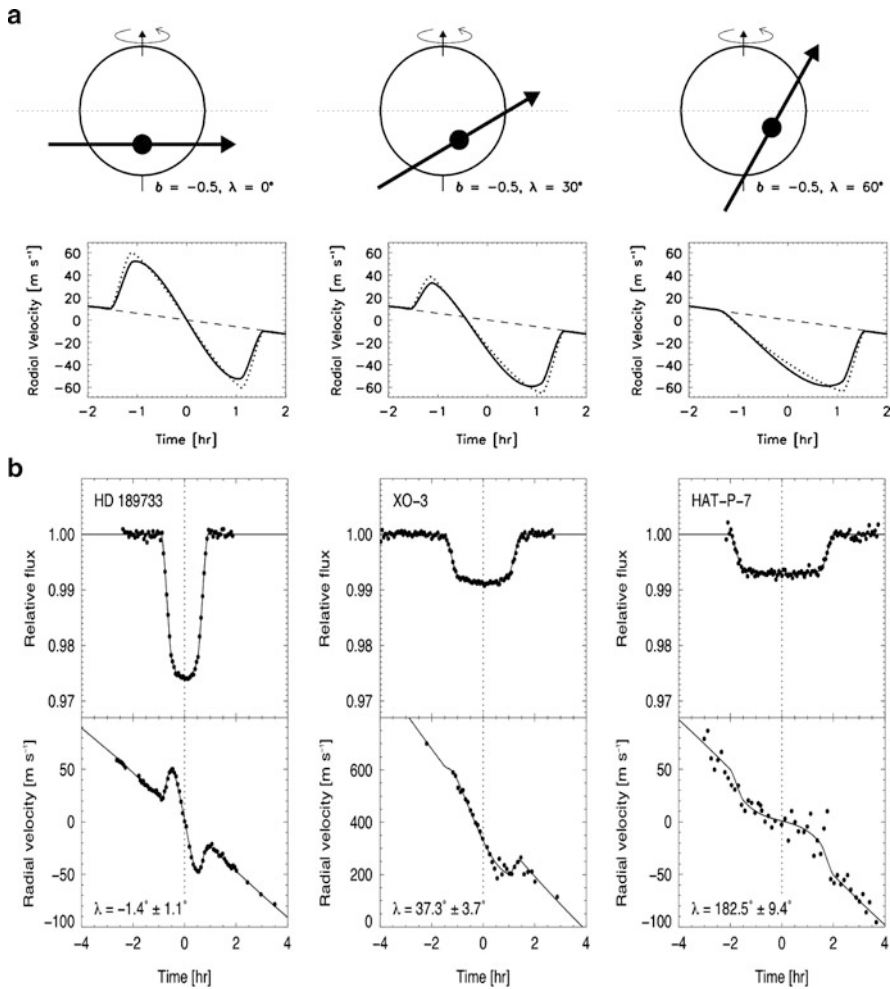 a
b = −0.5, λ = 0°
b = −0.5, λ = 30°
b = −0.5, λ = 60°
Radial Velocity [m s⁻¹]
60
40
20
0
−20
−40
−60
−2 −1 0 1 2
Time [hr]
Radial Velocity [m s⁻¹]
60
40
20
0
−20
−40
−60
−2 −1 0 1 2
Time [hr]
Radial Velocity [m s⁻¹]
60
40
20
0
−20
−40
−60
−2 −1 0 1 2
Time [hr]
b
HD 189733
Relative flux
1.00
0.99
0.98
0.97
XO−3
Relative flux
1.00
0.99
0.98
0.97
HAT−P−7
Relative flux
1.00
0.99
0.98
0.97
Radial velocity [m s⁻¹]
50
0
−50
−100
λ = −1.4° ± 1.1°
−4 −2 0 2 4
Time [hr]
Radial velocity [m s⁻¹]
600
400
200
0
λ = 37.3° ± 3.7°
−4 −2 0 2 4
Time [hr]
Radial velocity [m s⁻¹]
50
0
−50
−100
λ = 182.5° ± 9.4°
−4 −2 0 2 4
Time [hr]